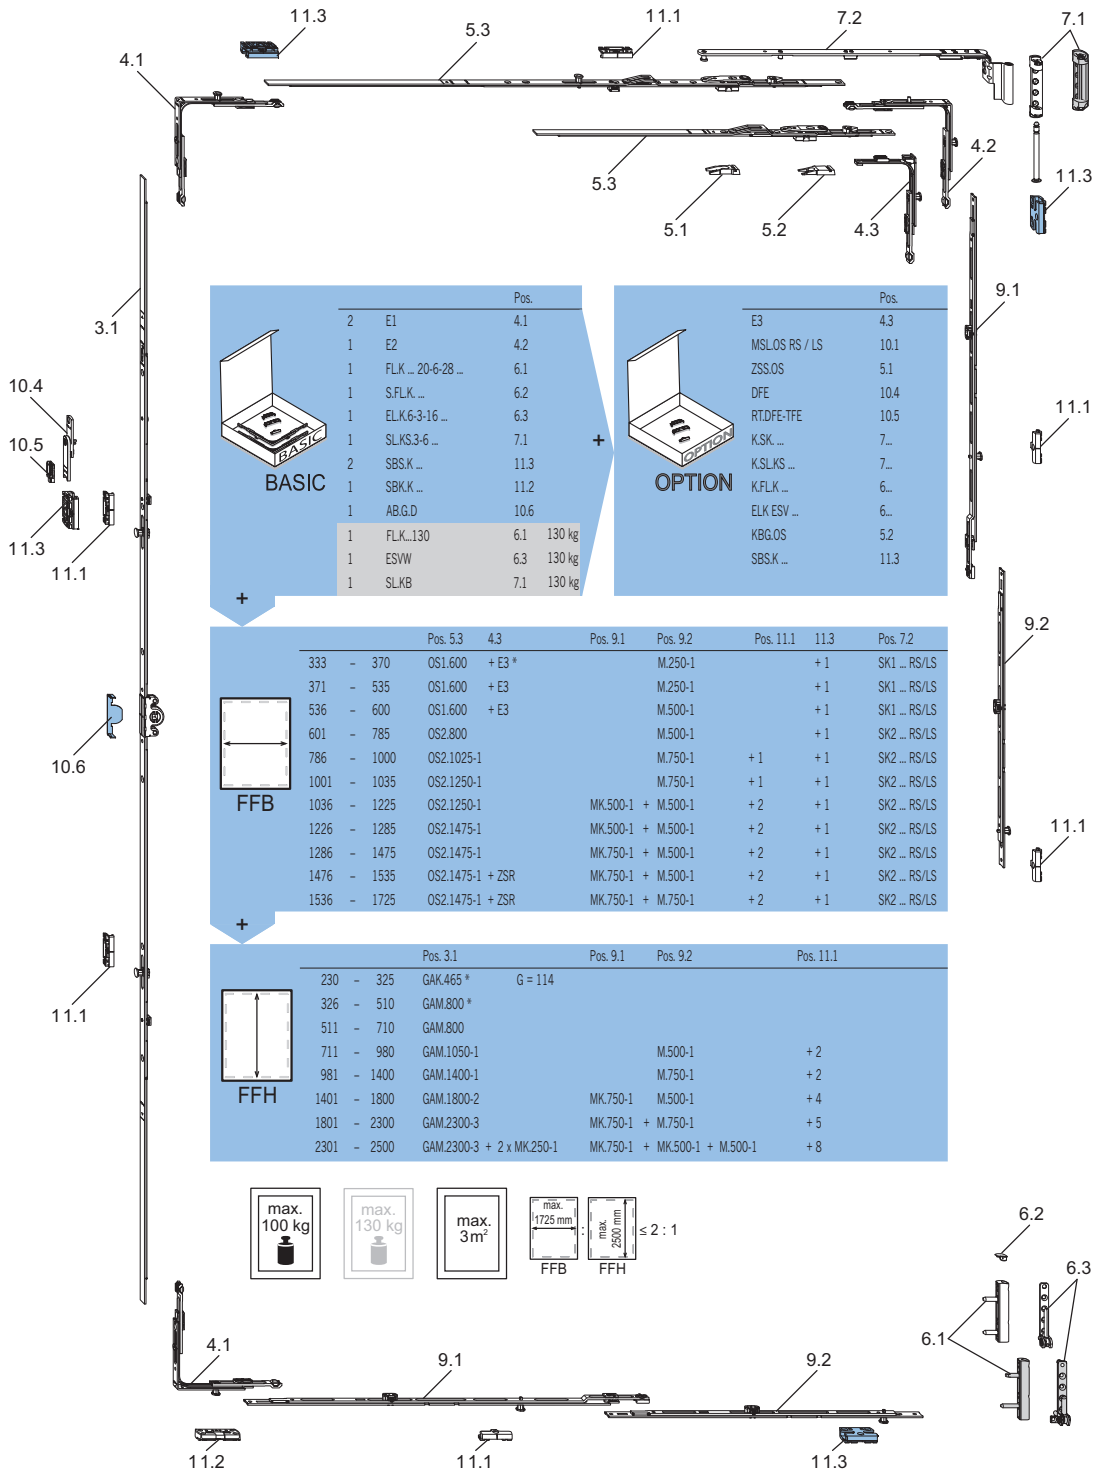 11.3
11.1
7.2
7.1
5.3
4.1
5.3
4.2
5.1
5.2
4.3
11.3
3.1
9.1
10.4
10.5
11.1
11.3
11.1
BASIC
BASIC
Pos.
2 E1 4.1
1 E2 4.2
1 FL.K ... 20-6-28 ... 6.1
1 S.FL.K. ... 6.2
1 EL.K.6-3-16 ... 6.3
1 SL.KS.3-6 ... 7.1
2 SBS.K ... 11.3
1 SBK.K ... 11.2
1 AB.G.D 10.6
1 FL.K...130 6.1 130 kg
1 ESVW 6.3 130 kg
1 SL.KB 7.1 130 kg
+
OPTION
OPTION
Pos.
E3 4.3
MSL.OS RS / LS 10.1
ZSS.OS 5.1
DFE 10.4
RT.DFE-TFE 10.5
K.SK. ... 7...
K.SL.KS ... 7...
K.FL.K ... 6...
ELK ESV ... 6...
KBG.OS 5.2
SBS.K ... 11.3
+
9.2
10.6
11.1
FFB
Pos. 5.3 4.3 Pos. 9.1 Pos. 9.2 Pos. 11.1 11.3 Pos. 7.2
333 – 370 OS1.600 + E3 * M.250-1 + 1 SK1 ... RS/LS
371 – 535 OS1.600 + E3 M.250-1 + 1 SK1 ... RS/LS
536 – 600 OS1.600 + E3 M.500-1 + 1 SK1 ... RS/LS
601 – 785 OS2.800 M.500-1 + 1 SK2 ... RS/LS
786 – 1000 OS2.1025-1 M.750-1 + 1 + 1 SK2 ... RS/LS
1001 – 1035 OS2.1250-1 M.750-1 + 1 + 1 SK2 ... RS/LS
1036 – 1225 OS2.1250-1 MK.500-1 + M.500-1 + 2 + 1 SK2 ... RS/LS
1226 – 1285 OS2.1475-1 MK.500-1 + M.500-1 + 2 + 1 SK2 ... RS/LS
1286 – 1475 OS2.1475-1 MK.750-1 + M.500-1 + 2 + 1 SK2 ... RS/LS
1476 – 1535 OS2.1475-1 + ZSR MK.750-1 + M.500-1 + 2 + 1 SK2 ... RS/LS
1536 – 1725 OS2.1475-1 + ZSR MK.750-1 + M.750-1 + 2 + 1 SK2 ... RS/LS
+
11.1
FFH
Pos. 3.1 Pos. 9.1 Pos. 9.2 Pos. 11.1
230 – 325 GAK.465 * G = 114
326 – 510 GAM.800 *
511 – 710 GAM.800
711 – 980 GAM.1050-1 M.500-1 + 2
981 – 1400 GAM.1400-1 M.750-1 + 2
1401 – 1800 GAM.1800-2 MK.750-1 M.500-1 + 4
1801 – 2300 GAM.2300-3 MK.750-1 + M.750-1 + 5
2301 – 2500 GAM.2300-3 + 2 x MK.250-1 MK.750-1 + MK.500-1 + M.500-1 + 8
max.
100 kg
max.
130 kg
max.
3m²
max.
1725 mm
FFB
:
max.
2500 mm
FFH
≤ 2 : 1
6.2
6.3
6.1
4.1
9.1
9.2
11.2
11.1
11.3